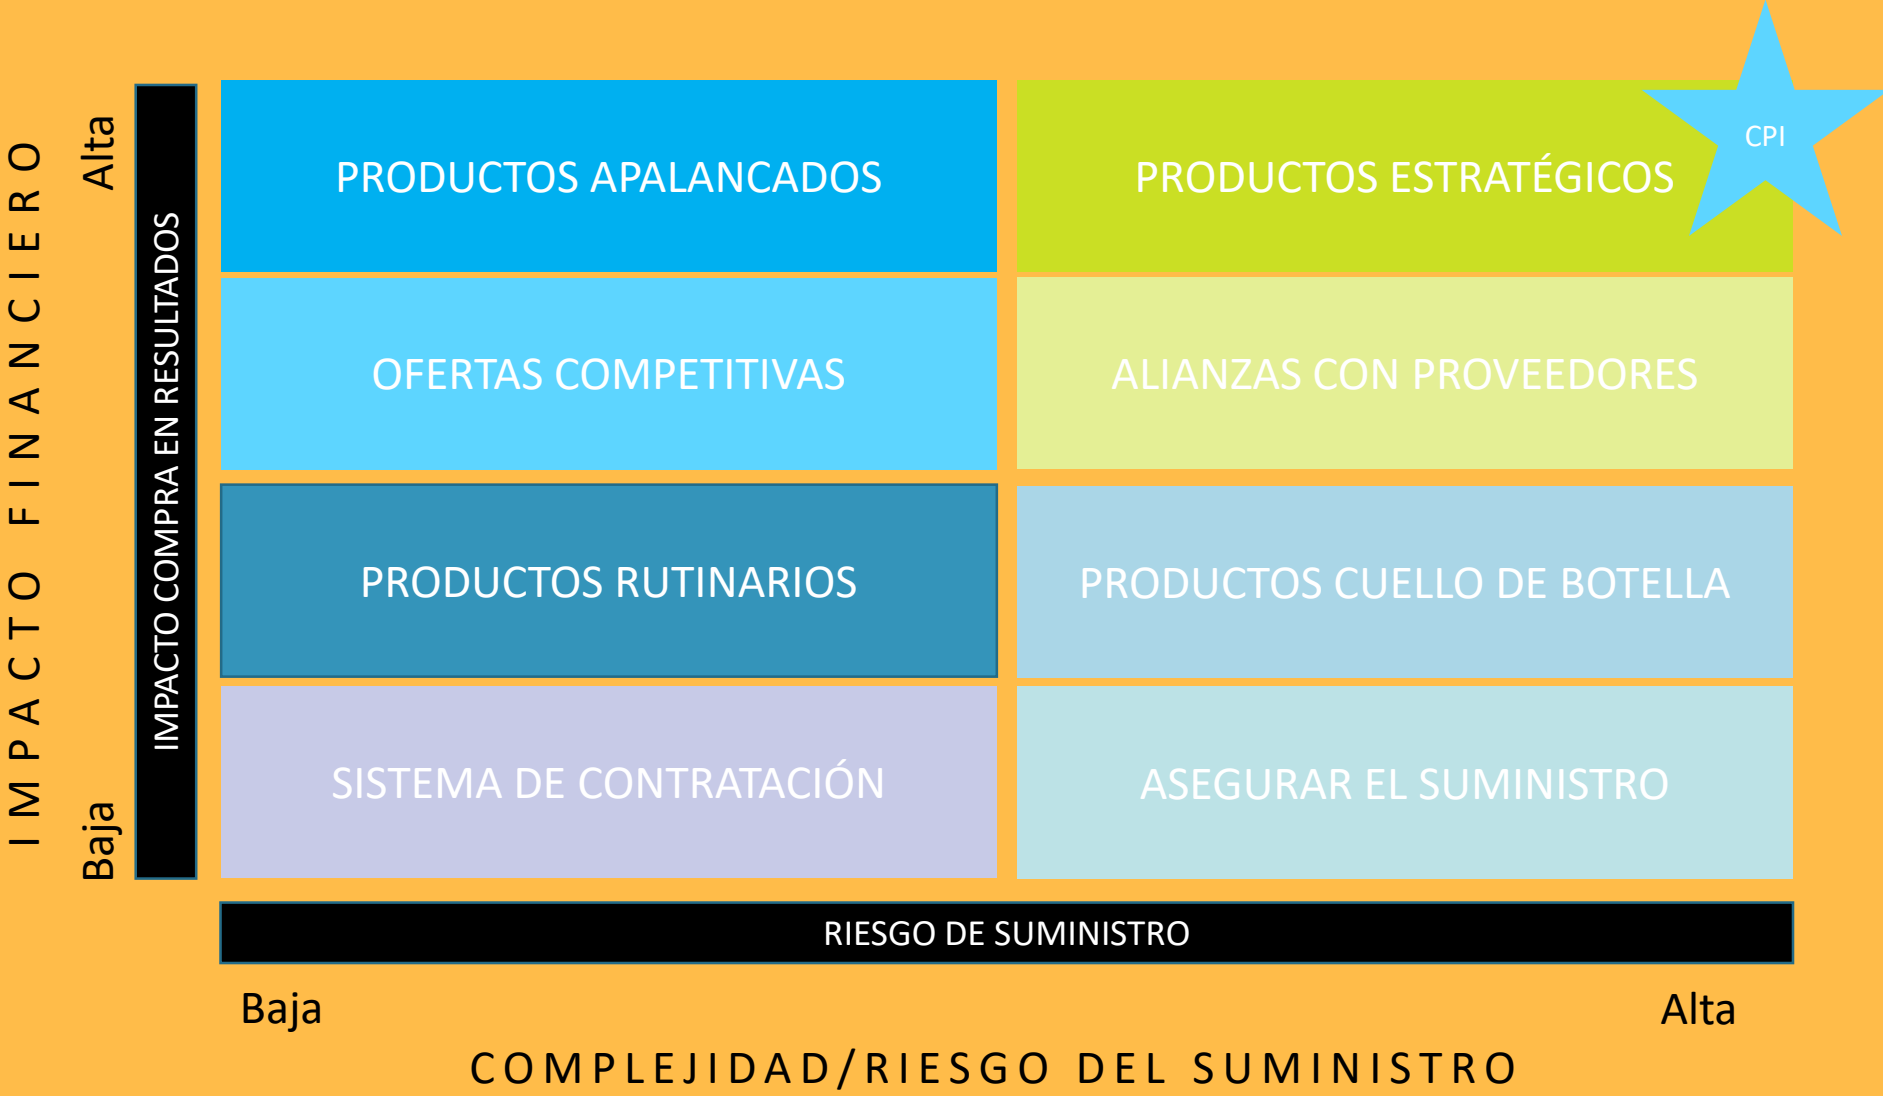 IMPACTO FINANCIERO
Alta
Baja
IMPACTO COMPRA EN RESULTADOS
PRODUCTOS APALANCADOS
PRODUCTOS ESTRATÉGICOS
CPI
OFERTAS COMPETITIVAS
ALIANZAS CON PROVEEDORES
PRODUCTOS RUTINARIOS
PRODUCTOS CUELLO DE BOTELLA
SISTEMA DE CONTRATACIÓN
ASEGURAR EL SUMINISTRO
RIESGO DE SUMINISTRO
Baja
Alta
COMPLEJIDAD/RIESGO DEL SUMINISTRO